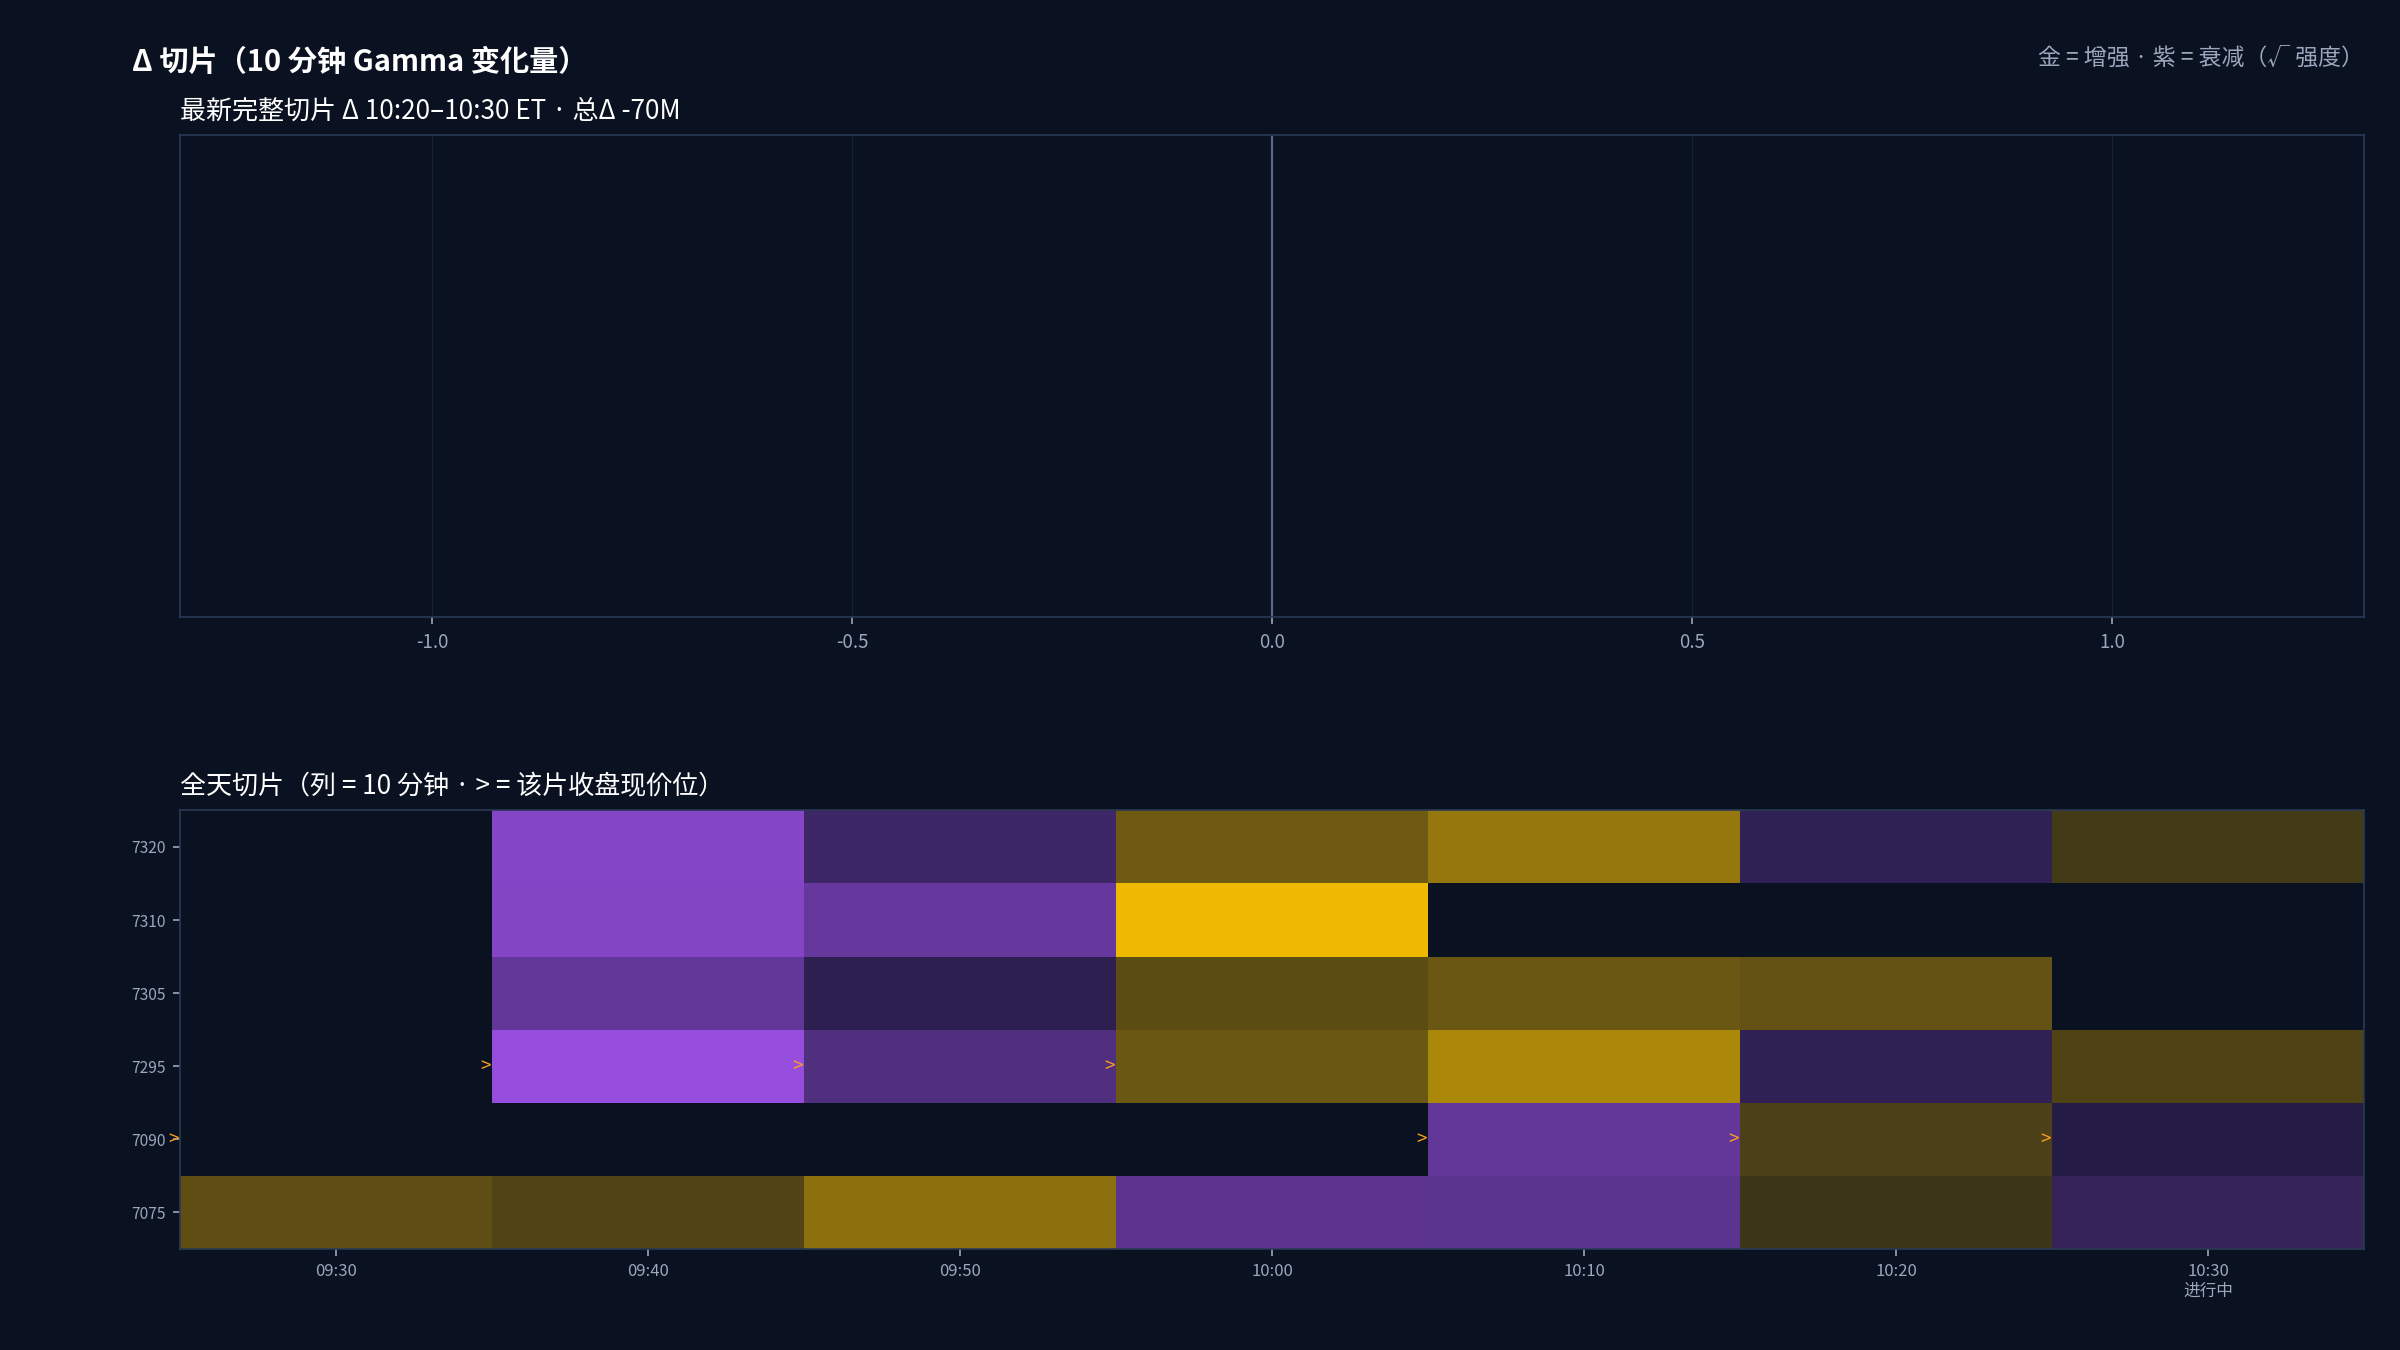 Δ 切片（10 分钟 Gamma 变化量）
金 = 增强 · 紫 = 衰减（√ 强度）
最新完整切片 Δ 10:20–10:30 ET · 总Δ -70M
-1.0
-0.5
0.0
0.5
1.0
全天切片（列 = 10 分钟 · > = 该片收盘现价位）
7320
7310
7305
7295
> > >
7090
> > > >
7075
09:30
09:40
09:50
10:00
10:10
10:20
10:30
进行中